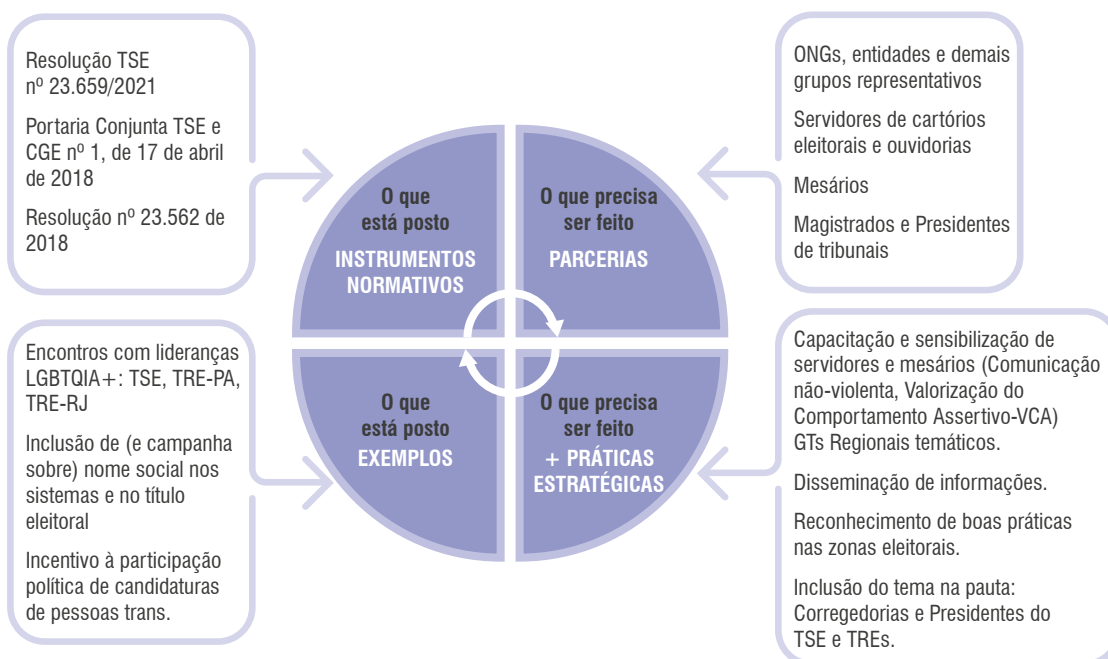 Resolução TSE
nº 23.659/2021
Portaria Conjunta TSE e
CGE nº 1, de 17 de abril
de 2018
Resolução nº 23.562 de
2018
O que
está posto
INSTRUMENTOS
NORMATIVOS
O que precisa
ser feito
PARCERIAS
ONGs, entidades e demais
grupos representativos
Servidores de cartórios
eleitorais e ouvidorias
Mesários
Magistrados e Presidentes
de tribunais
Encontros com lideranças
LGBTQIA+: TSE, TRE-PA,
TRE-RJ
Inclusão de (e campanha
sobre) nome social nos
sistemas e no título
eleitoral
Incentivo à participação
política de candidaturas
de pessoas trans.
O que
está posto
EXEMPLOS
O que precisa
ser feito
+ PRÁTICAS
ESTRATÉGICAS
Capacitação e sensibilização de
servidores e mesários (Comunicação
não-violenta, Valorização do
Comportamento Assertivo-VCA)
GTs Regionais temáticos.
Disseminação de informações.
Reconhecimento de boas práticas
nas zonas eleitorais.
Inclusão do tema na pauta:
Corregedorias e Presidentes do
TSE e TREs.